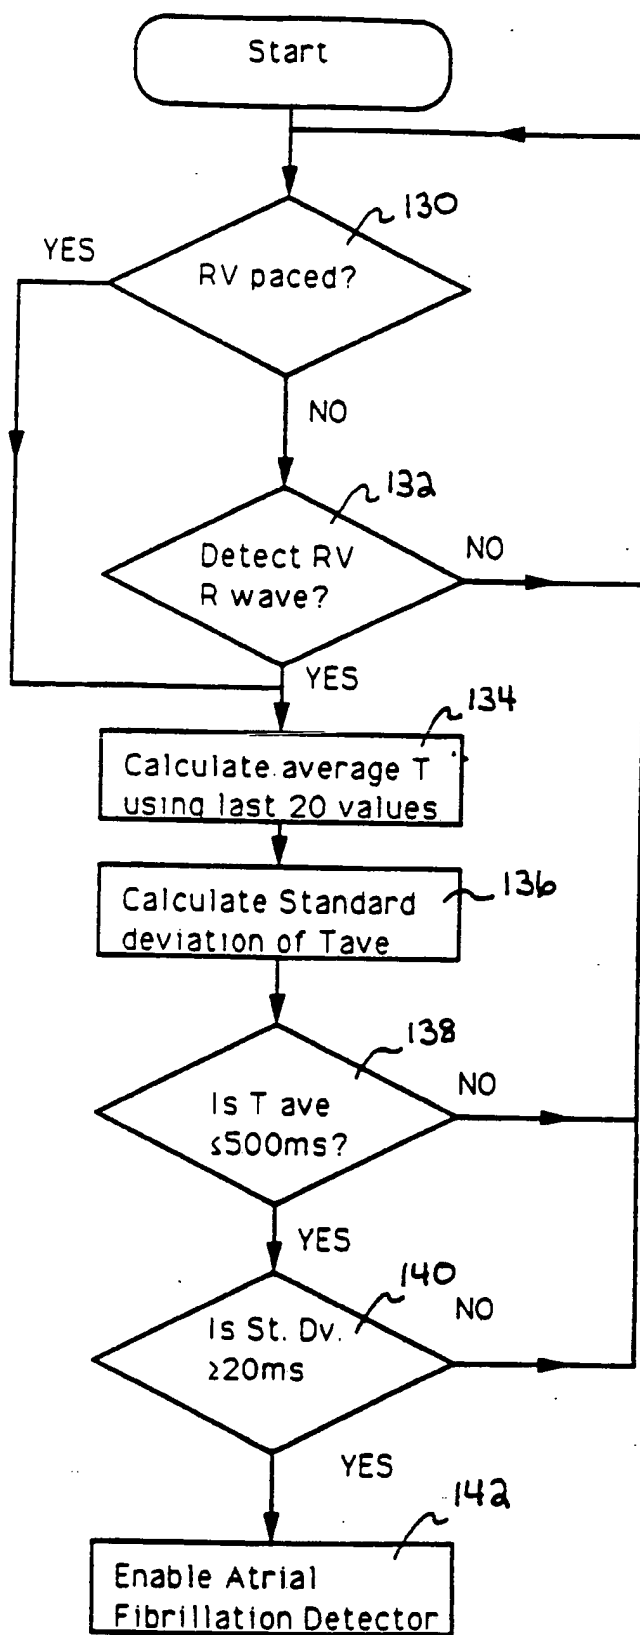 Start
130
YES
RV paced?
NO
132
Detect RV
R wave?
NO
YES
134
Calculate average T
using last 20 values
136
Calculate Standard
deviation of Tave
138
NO
Is T ave
≤500ms?
YES
140
NO
Is St. Dv.
≥20ms
YES
142
Enable Atrial
Fibrillation Detector